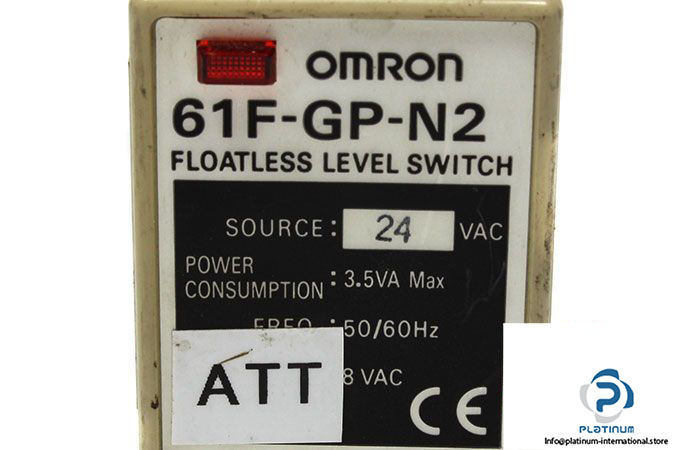 OMRON
61F-GP-N2
FLOATLESS LEVEL SWITCH
SOURCE: 24 VAC
POWER
CONSUMPTION : 3.5VA Max
FREQ : 50/60Hz
ATT
8 VAC
CE
PLATINUM
Info@platinum-international.store